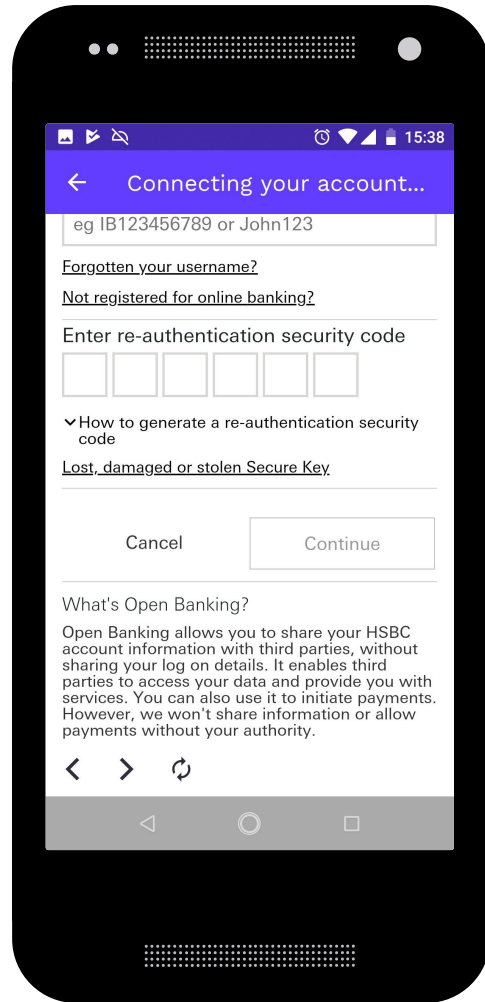 15:38
Connecting your account...
eg IB123456789 or John123
Forgotten your username?
Not registered for online banking?
Enter re-authentication security code
How to generate a re-authentication security
code
Lost, damaged or stolen Secure Key
Cancel
Continue
What's Open Banking?
Open Banking allows you to share your HSBC
account information with third parties, without
sharing your log on details. It enables third
parties to access your data and provide you with
services. You can also use it to initiate payments.
However, we won't share information or allow
payments without your authority.